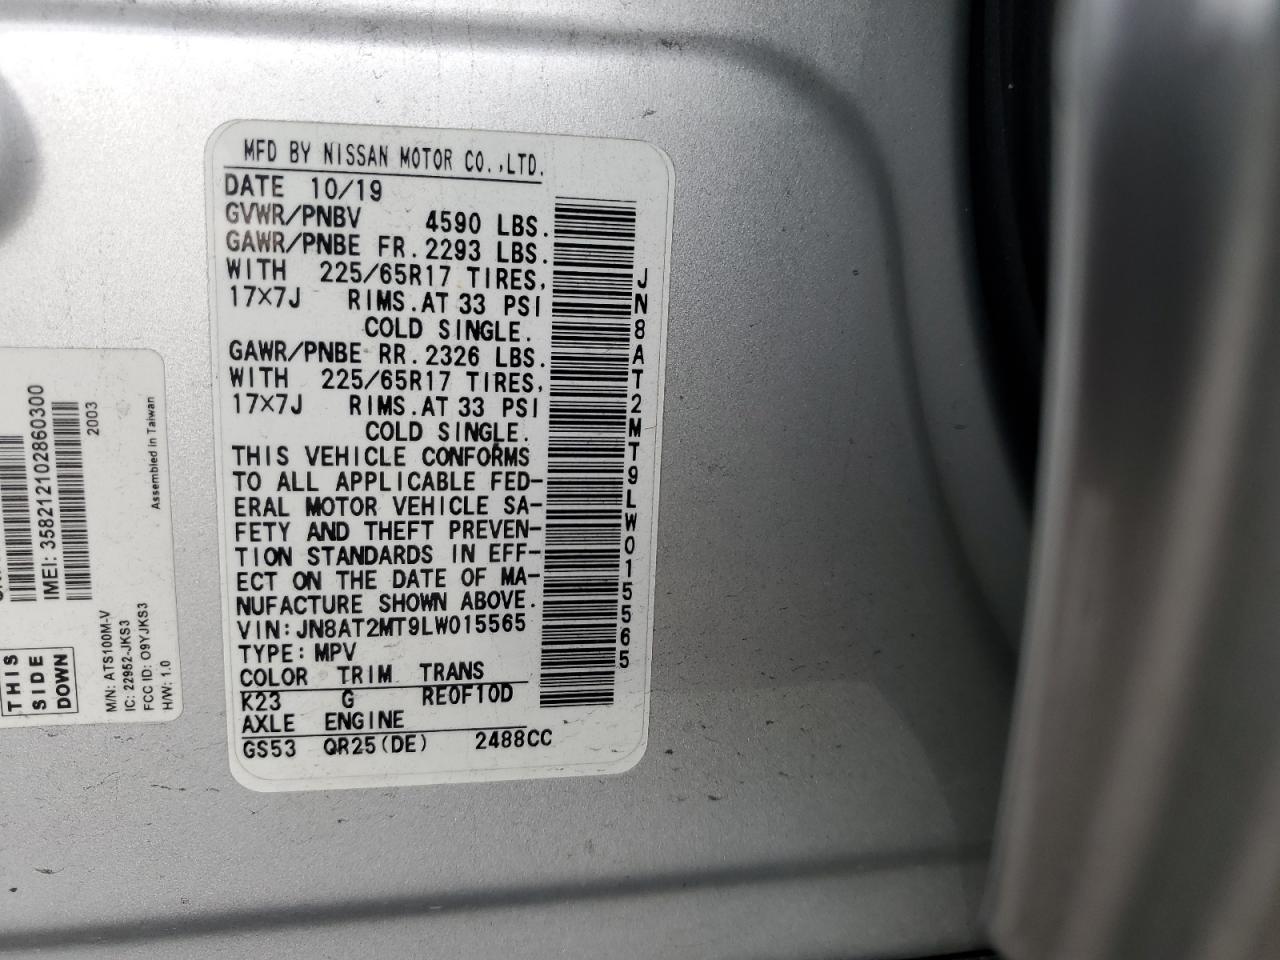 MFD BY NISSAN MOTOR CO.,LTD.
DATE 10/19
GVWR/PNBV 4590 LBS.
GAWR/PNBE FR. 2293 LBS.
WITH 225/65R17 TIRES,
17×7J RIMS. AT 33 PSI
COLD SINGLE.
GAWR/PNBE RR. 2326 LBS.
WITH 225/65R17 TIRES,
17×7J RIMS. AT 33 PSI
COLD SINGLE.
THIS VEHICLE CONFORMS
TO ALL APPLICABLE FED-
ERAL MOTOR VEHICLE SA-
FETY AND THEFT PREVEN-
TION STANDARDS IN EFF-
ECT ON THE DATE OF MA-
NUFACTURE SHOWN ABOVE.
VIN: JN8AT2MT9LW015565
TYPE: MPV
COLOR TRIM TRANS
K23 G RE0F10D
AXLE ENGINE
GS53 QR25(DE) 2488CC
JN8AT2MT9LW015565
IMEI: 358212102860300
2003
Assembled in Taiwan
THIS
SIDE
DOWN
M/N: ATS100M-V
IC: 22952-JKS3
FCC ID: O9YJKS3
H/W: 1.0